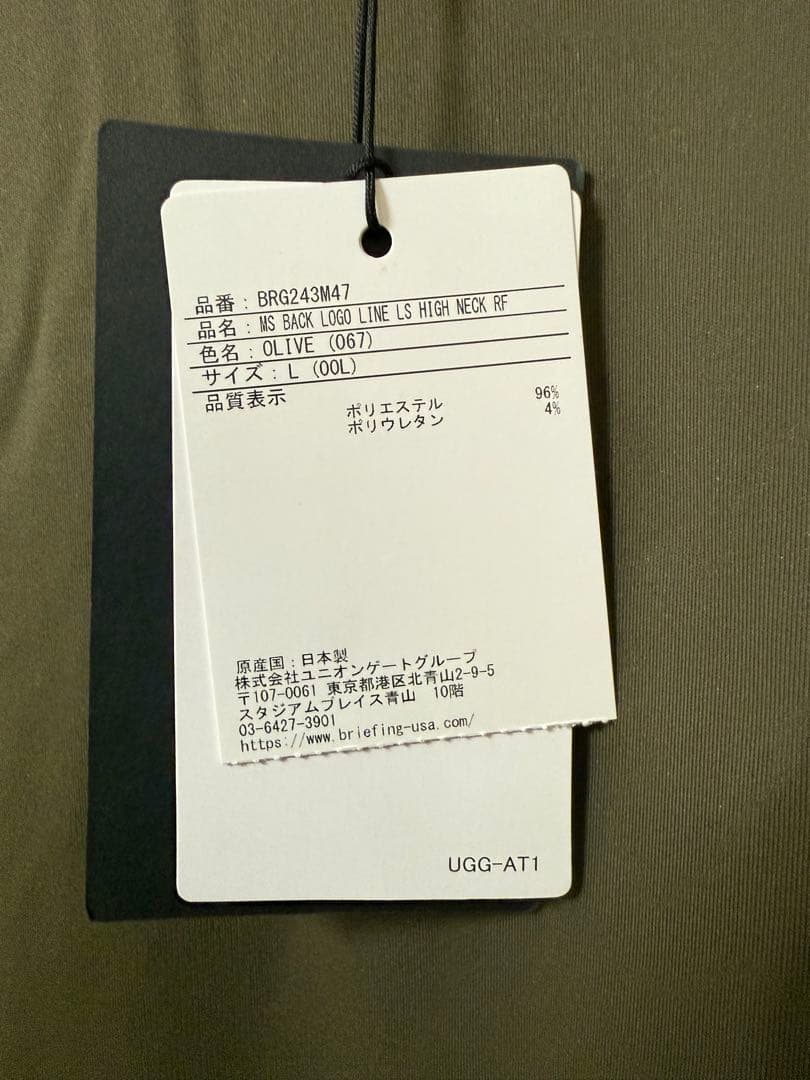 品番：BRG243M47
品名：MS BACK LOGO LINE LS HIGH NECK RF
色名：OLIVE (067)
サイズ：L (00L)
品質表示
ポリエステル 96%
ポリウレタン 4%
原産国：日本製
株式会社ユニオンゲートグループ
〒107-0061 東京都港区北青山2-9-5
スタジアムプレイス青山 10階
03-6427-3901
https://www.briefing-usa.com/
UGG-AT1